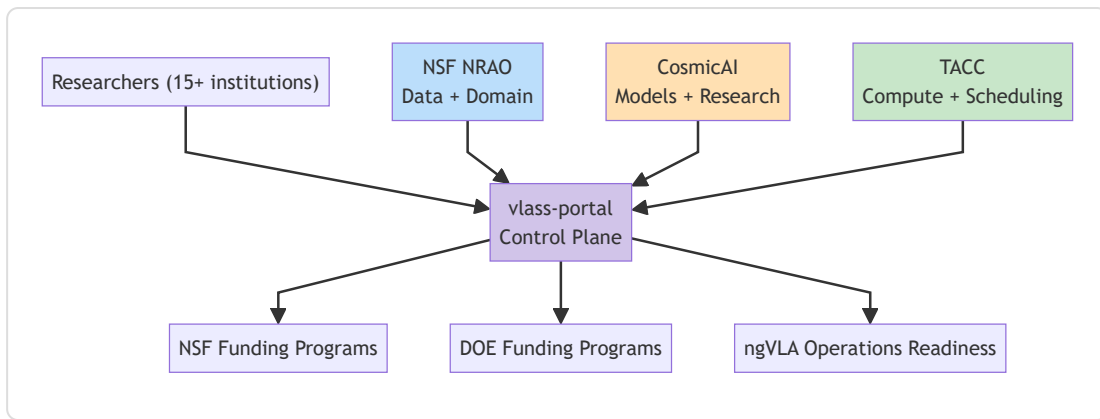 Researchers (15+ institutions)
NSF NRAO
Data + Domain
CosmicAI
Models + Research
TACC
Compute + Scheduling
vlass-portal
Control Plane
NSF Funding Programs
DOE Funding Programs
ngVLA Operations Readiness